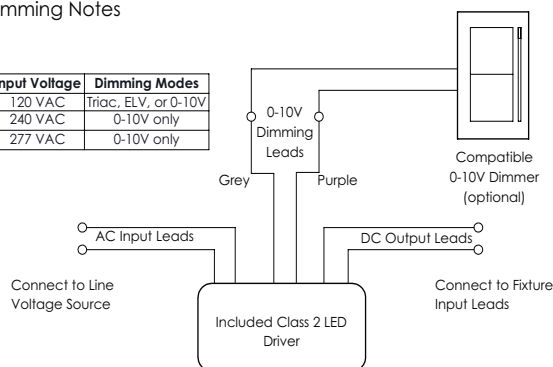 mming Notes
nput Voltage Dimming Modes
120 VAC Triac, ELV, or 0-10V
240 VAC 0-10V only
277 VAC 0-10V only
0-10V
Dimming
Leads
Grey
Purple
Compatible
0-10V Dimmer
(optional)
AC Input Leads
DC Output Leads
Connect to Line
Voltage Source
Connect to Fixture
Input Leads
Included Class 2 LED
Driver